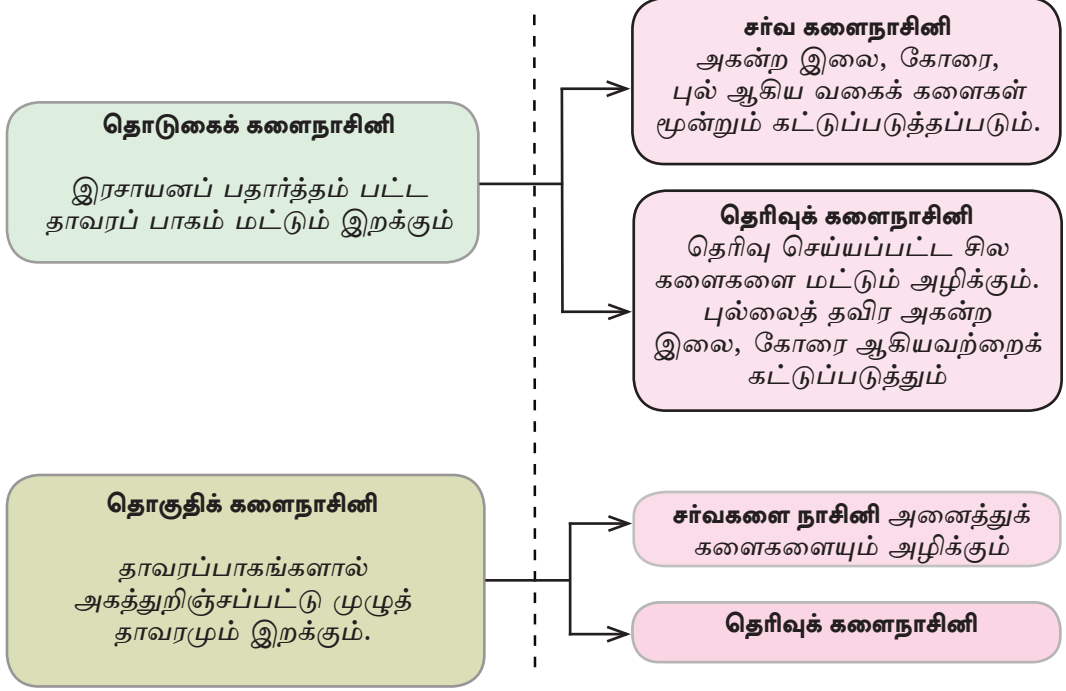 தொடுகைக் களைநாசினி
இரசாயனப் பதார்த்தம் பட்ட
தாவரப் பாகம் மட்டும் இறக்கும்
சர்வ களைநாசினி
அகன்ற இலை, கோரை,
புல் ஆகிய வகைக் களைகள்
மூன்றும் கட்டுப்படுத்தப்படும்.
தெரிவுக் களைநாசினி
தெரிவு செய்யப்பட்ட சில
களைகளை மட்டும் அழிக்கும்.
புல்லைத் தவிர அகன்ற
இலை, கோரை ஆகியவற்றைக்
கட்டுப்படுத்தும்
தொகுதிக் களைநாசினி
தாவரப்பாகங்களால்
அகத்துறிஞ்சப்பட்டு முழுத்
தாவரமும் இறக்கும்.
சர்வகளை நாசினி அனைத்துக்
களைகளையும் அழிக்கும்
தெரிவுக் களைநாசினி